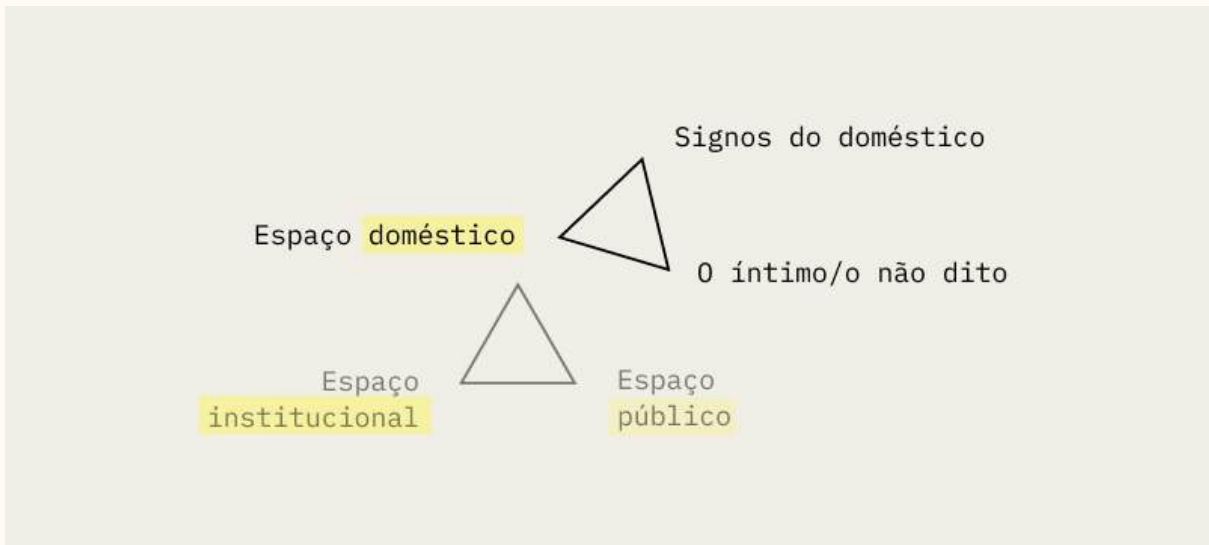 Signos do doméstico
Espaço doméstico
O íntimo/o não dito
Espaço
institucional
Espaço
público